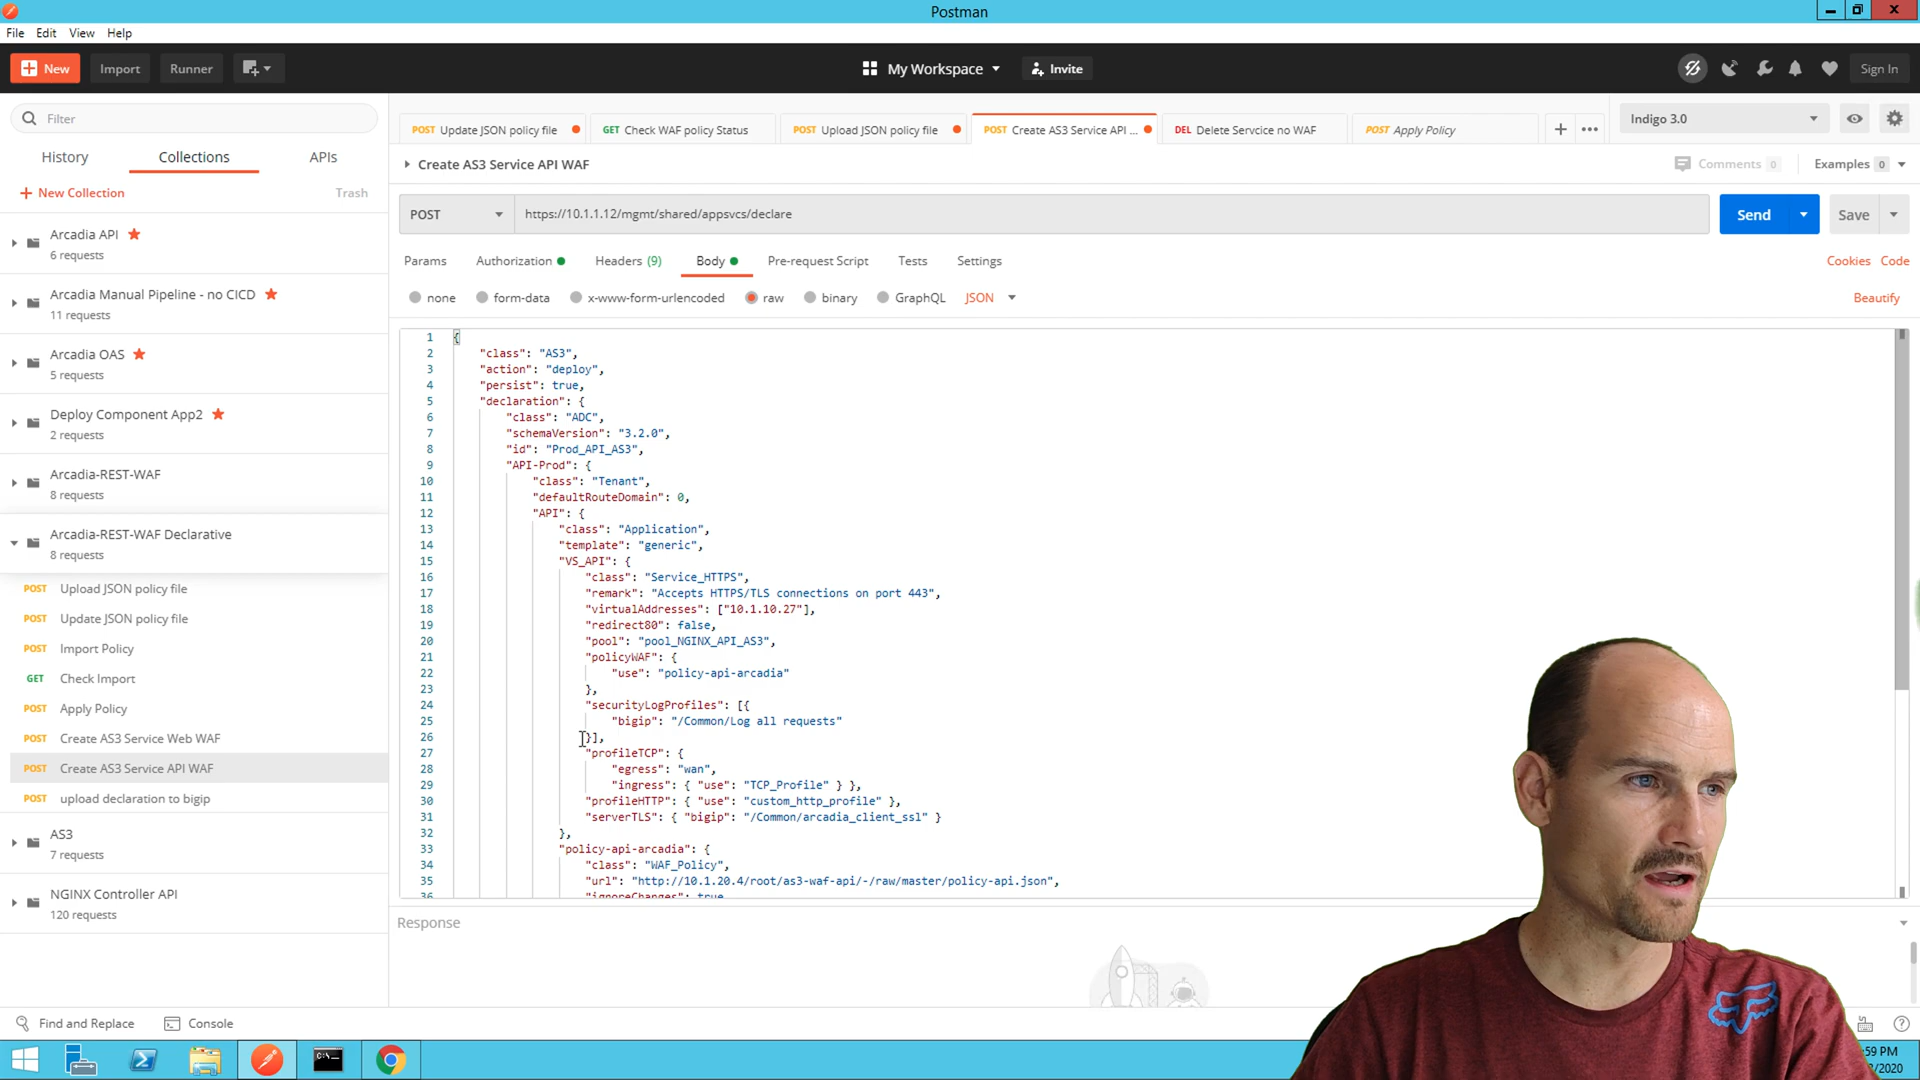 Postman
File Edit View Help
New Import Runner My Workspace Invite Sign In
Filter
History Collections APIs
New Collection Trash
Arcadia API
6 requests
Arcadia Manual Pipeline - no CICD
11 requests
Arcadia OAS
5 requests
Deploy Component App2
2 requests
Arcadia-REST-WAF
8 requests
Arcadia-REST-WAF Declarative
8 requests
POST Upload JSON policy file
POST Update JSON policy file
POST Import Policy
GET Check Import
POST Apply Policy
POST Create AS3 Service Web WAF
POST Create AS3 Service API WAF
POST upload declaration to bigip
AS3
7 requests
NGINX Controller API
120 requests
POST Update JSON policy file GET Check WAF policy Status POST Upload JSON policy file POST Create AS3 Service API ... DEL Delete Servcice no WAF POST Apply Policy
Indigo 3.0
Create AS3 Service API WAF
Comments 0 Examples 0
POST https://10.1.1.12/mgmt/shared/appsvcs/declare Send Save
Params Authorization Headers (9) Body Pre-request Script Tests Settings Cookies Code
none form-data x-www-form-urlencoded raw binary GraphQL JSON Beautify
1 {
2 "class": "AS3",
3 "action": "deploy",
4 "persist": true,
5 "declaration": {
6 "class": "ADC",
7 "schemaVersion": "3.2.0",
8 "id": "Prod_API_AS3",
9 "API-Prod": {
10 "class": "Tenant",
11 "defaultRouteDomain": 0,
12 "API": {
13 "class": "Application",
14 "template": "generic",
15 "VS_API": {
16 "class": "Service_HTTPS",
17 "remark": "Accepts HTTPS/TLS connections on port 443",
18 "virtualAddresses": ["10.1.10.27"],
19 "redirect80": false,
20 "pool": "pool_NGINX_API_AS3",
21 "policyWAF": {
22 "use": "policy-api-arcadia"
23 },
24 "securityLogProfiles": [{
25 "bigip": "/Common/Log all requests"
26 }],
27 "profileTCP": {
28 "egress": "wan",
29 "ingress": { "use": "TCP_Profile" } },
30 "profileHTTP": { "use": "custom_http_profile" },
31 "serverTLS": { "bigip": "/Common/arcadia_client_ssl" }
32 },
33 "policy-api-arcadia": {
34 "class": "WAF_Policy",
35 "url": "http://10.1.20.4/root/as3-waf-api/-/raw/master/policy-api.json",
36 "ignoreChanges": true
Response
Find and Replace Console
:59 PM
/2020